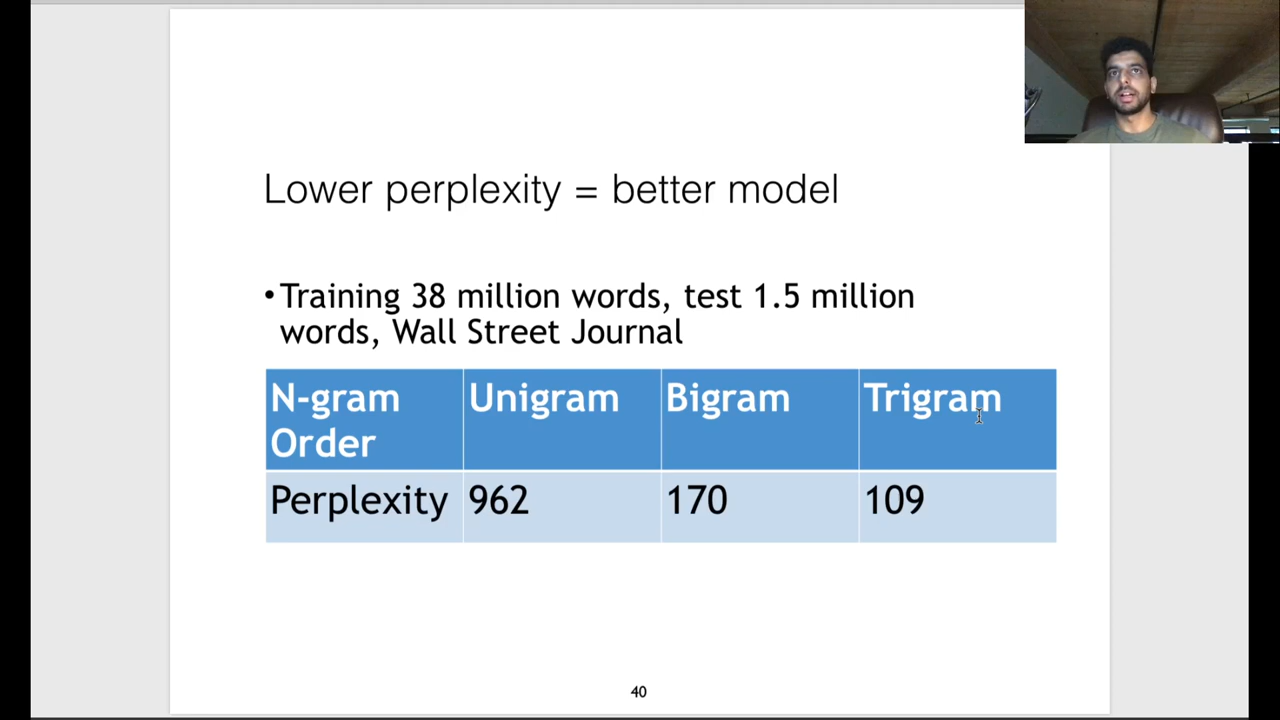 Lower perplexity = better model
•Training 38 million words, test 1.5 million
words, Wall Street Journal
N-gram Order Unigram Bigram Trigram
Perplexity 962 170 109
40